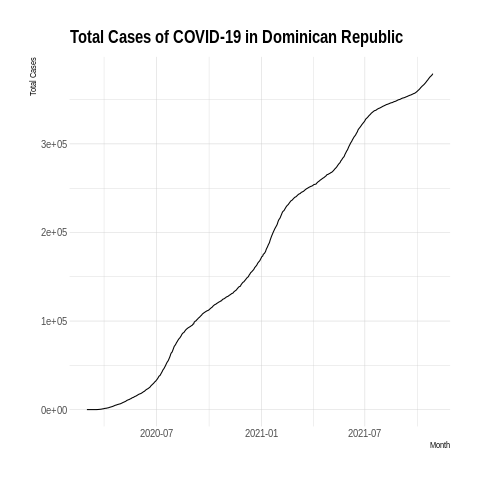 Total Cases of COVID-19 in Dominican Republic
Total Cases
3e+05
2e+05
1e+05
0e+00
2020-07 2021-01 2021-07
Month